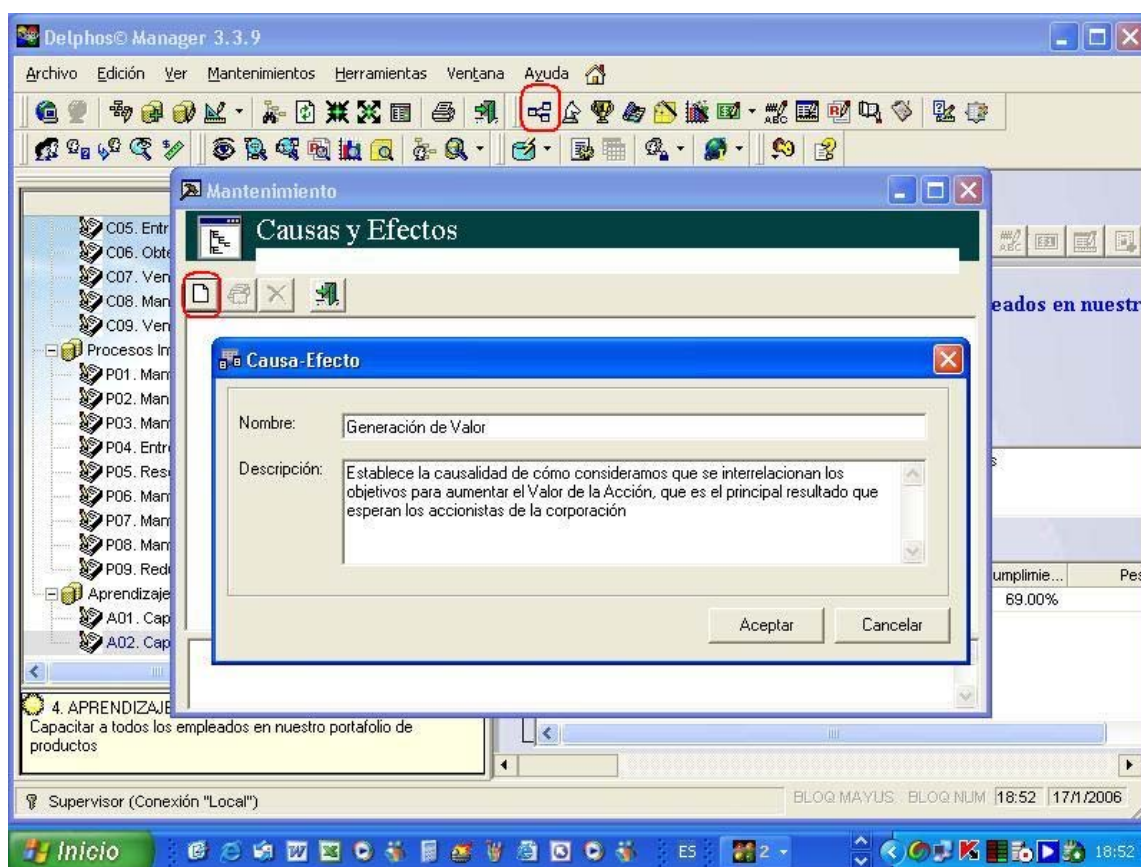 Delphos© Manager 3.3.9
Archivo Edición Ver Mantenimientos Herramientas Ventana Ayuda
Mantenimiento
Causas y Efectos
C05. Entr
C06. Obte
C07. Ven
C08. Man
C09. Ven
Procesos In
P01. Man
P02. Man
P03. Man
P04. Entr
P05. Resi
P06. Man
P07. Man
P08. Man
P09. Redu
Aprendizaje
A01. Cap
A02. Cap
eados en nuestr
Causa-Efecto
Nombre: Generación de Valor
Descripción: Establece la causalidad de cómo consideramos que se interrelacionan los
objetivos para aumentar el Valor de la Acción, que es el principal resultado que
esperan los accionistas de la corporación
Aceptar Cancelar
s
umplimie... Pes
69.00%
4. APRENDIZAJE
Capacitar a todos los empleados en nuestro portafolio de
productos
Supervisor (Conexión "Local") BLOQ MAYUS BLOQ NUM 18:52 17/1/2006
Inicio ES 2 18:52